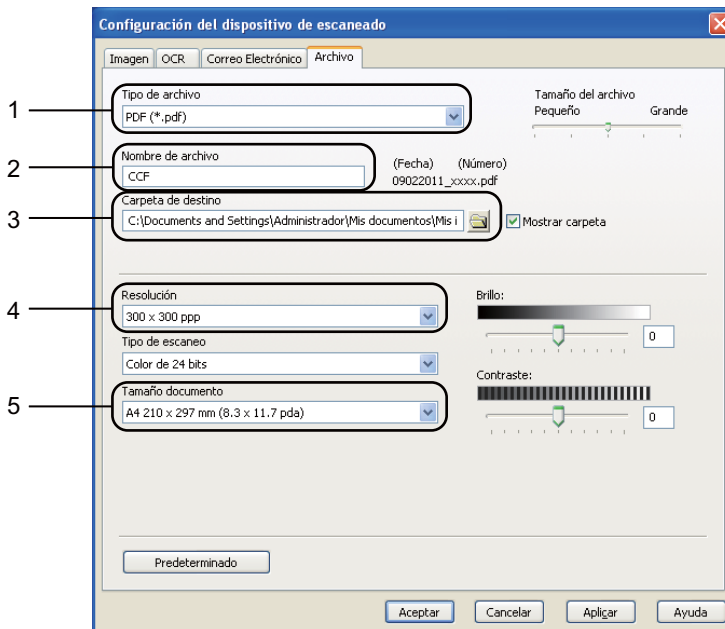 Configuración del dispositivo de escaneado
Imagen OCR Correo Electrónico Archivo
1
Tipo de archivo
PDF (*.pdf)
Tamaño del archivo
Pequeño Grande
2
Nombre de archivo
CCF
(Fecha) (Número)
09022011_xxxx.pdf
3
Carpeta de destino
C:\Documents and Settings\Administrador\Mis documentos\Mis i
Mostrar carpeta
4
Resolución
300 x 300 ppp
Brillo:
0
Tipo de escaneo
Color de 24 bits
Contraste:
0
5
Tamaño documento
A4 210 x 297 mm (8.3 x 11.7 pda)
Predeterminado
Aceptar Cancelar Aplicar Ayuda